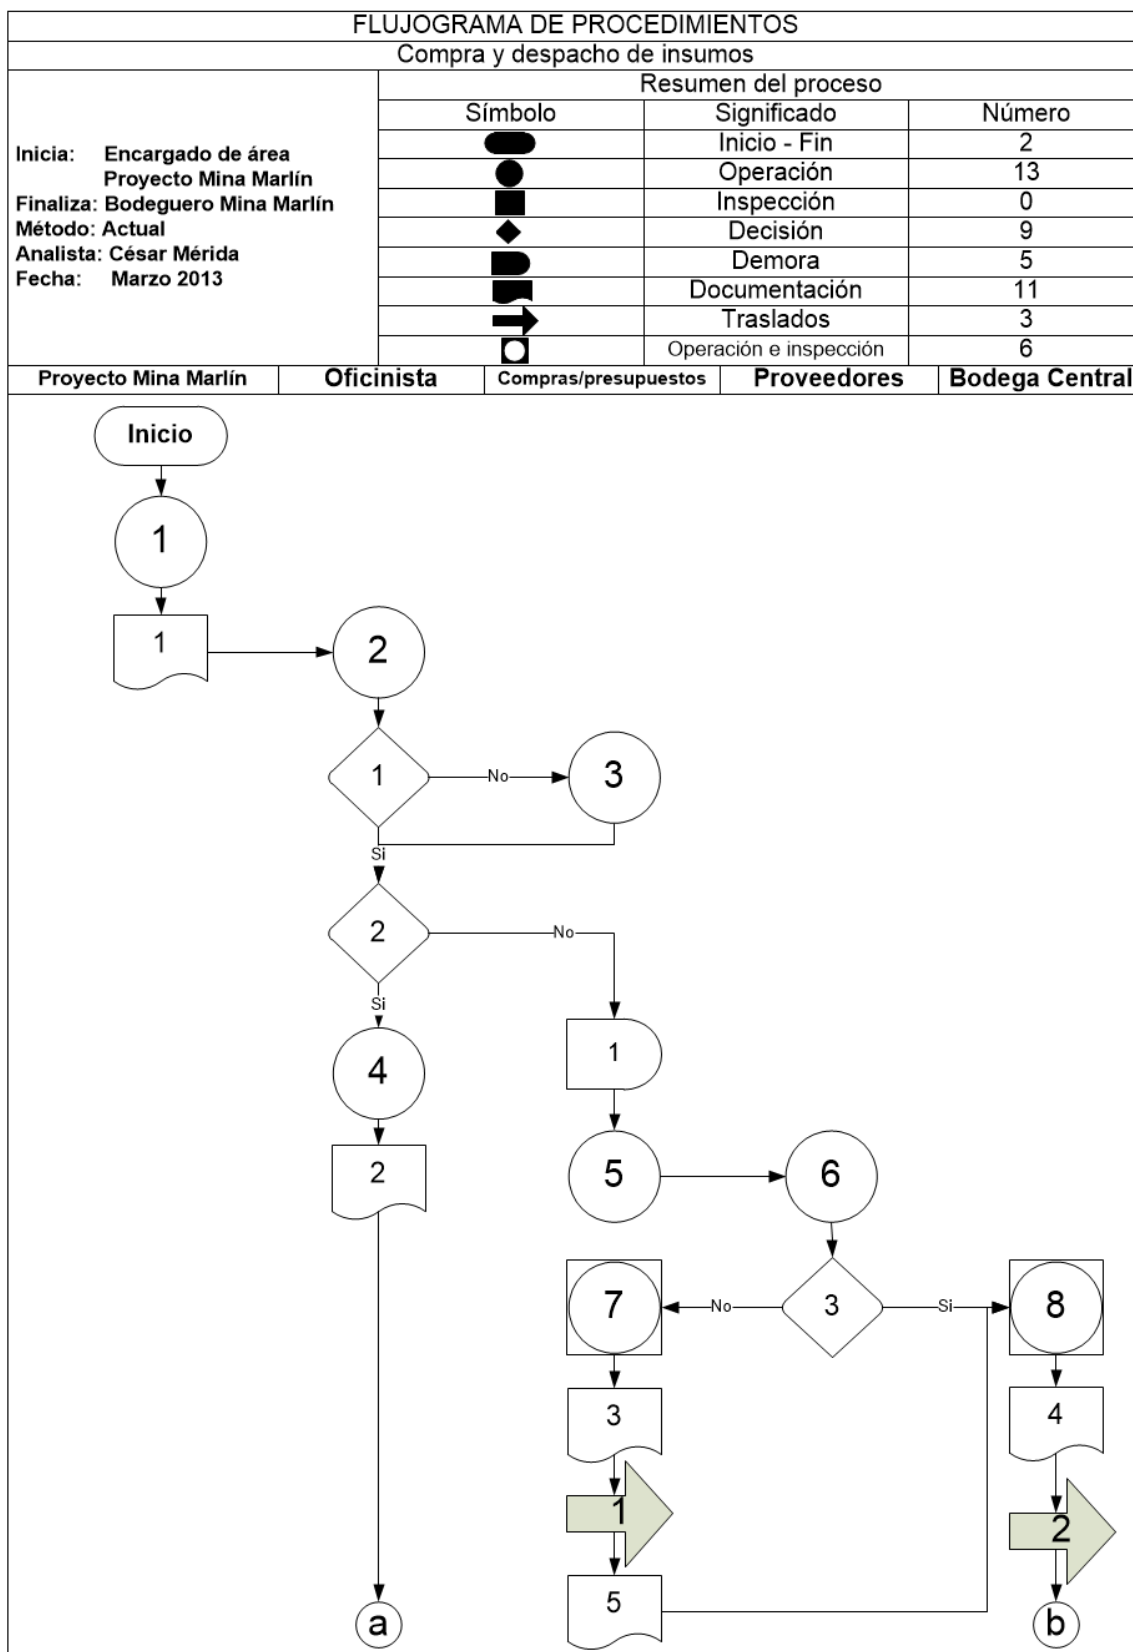 FLUJOGRAMA DE PROCEDIMIENTOS
Compra y despacho de insumos
Inicia: Encargado de área
Proyecto Mina Marlín
Finaliza: Bodeguero Mina Marlín
Método: Actual
Analista: César Mérida
Fecha: Marzo 2013
Resumen del proceso
Símbolo Significado Número
Inicio - Fin 2
Operación 13
Inspección 0
Decisión 9
Demora 5
Documentación 11
Traslados 3
Operación e inspección 6
Proyecto Mina Marlín Oficinista Compras/presupuestos Proveedores Bodega Central
Inicio
1
1 2
1 No 3
Si
2 No
Si
4 1
2 5 6
7 No 3 Si 8
3 4
1 2
a 5 b